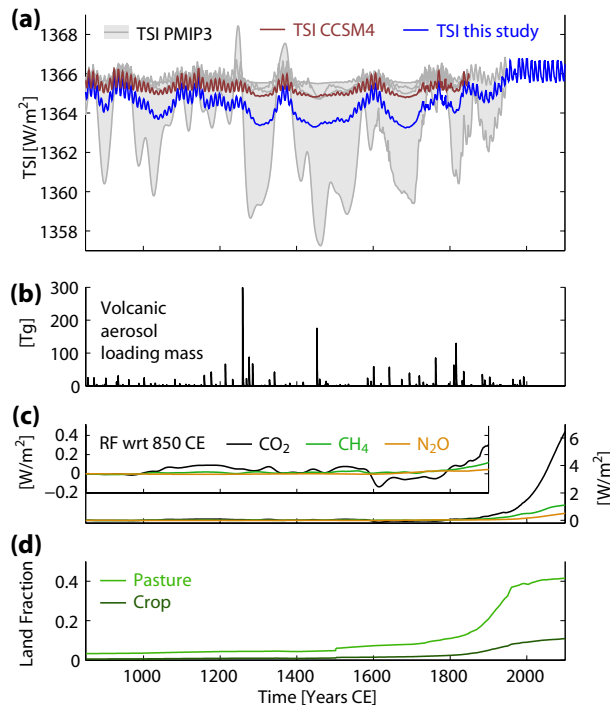 (a)
TSI PMIP3
TSI CCSM4
TSI this study
TSI [W/m²]
1368
1366
1364
1362
1360
1358
(b)
Volcanic
aerosol
loading mass
[Tg]
300
200
100
0
(c)
RF wrt 850 CE
CO₂
CH₄
N₂O
[W/m²]
0.4
0.2
0
−0.2
6
4
2
0
[W/m²]
(d)
Pasture
Crop
Land Fraction
0.4
0.2
0
1000
1200
1400
1600
1800
2000
Time [Years CE]